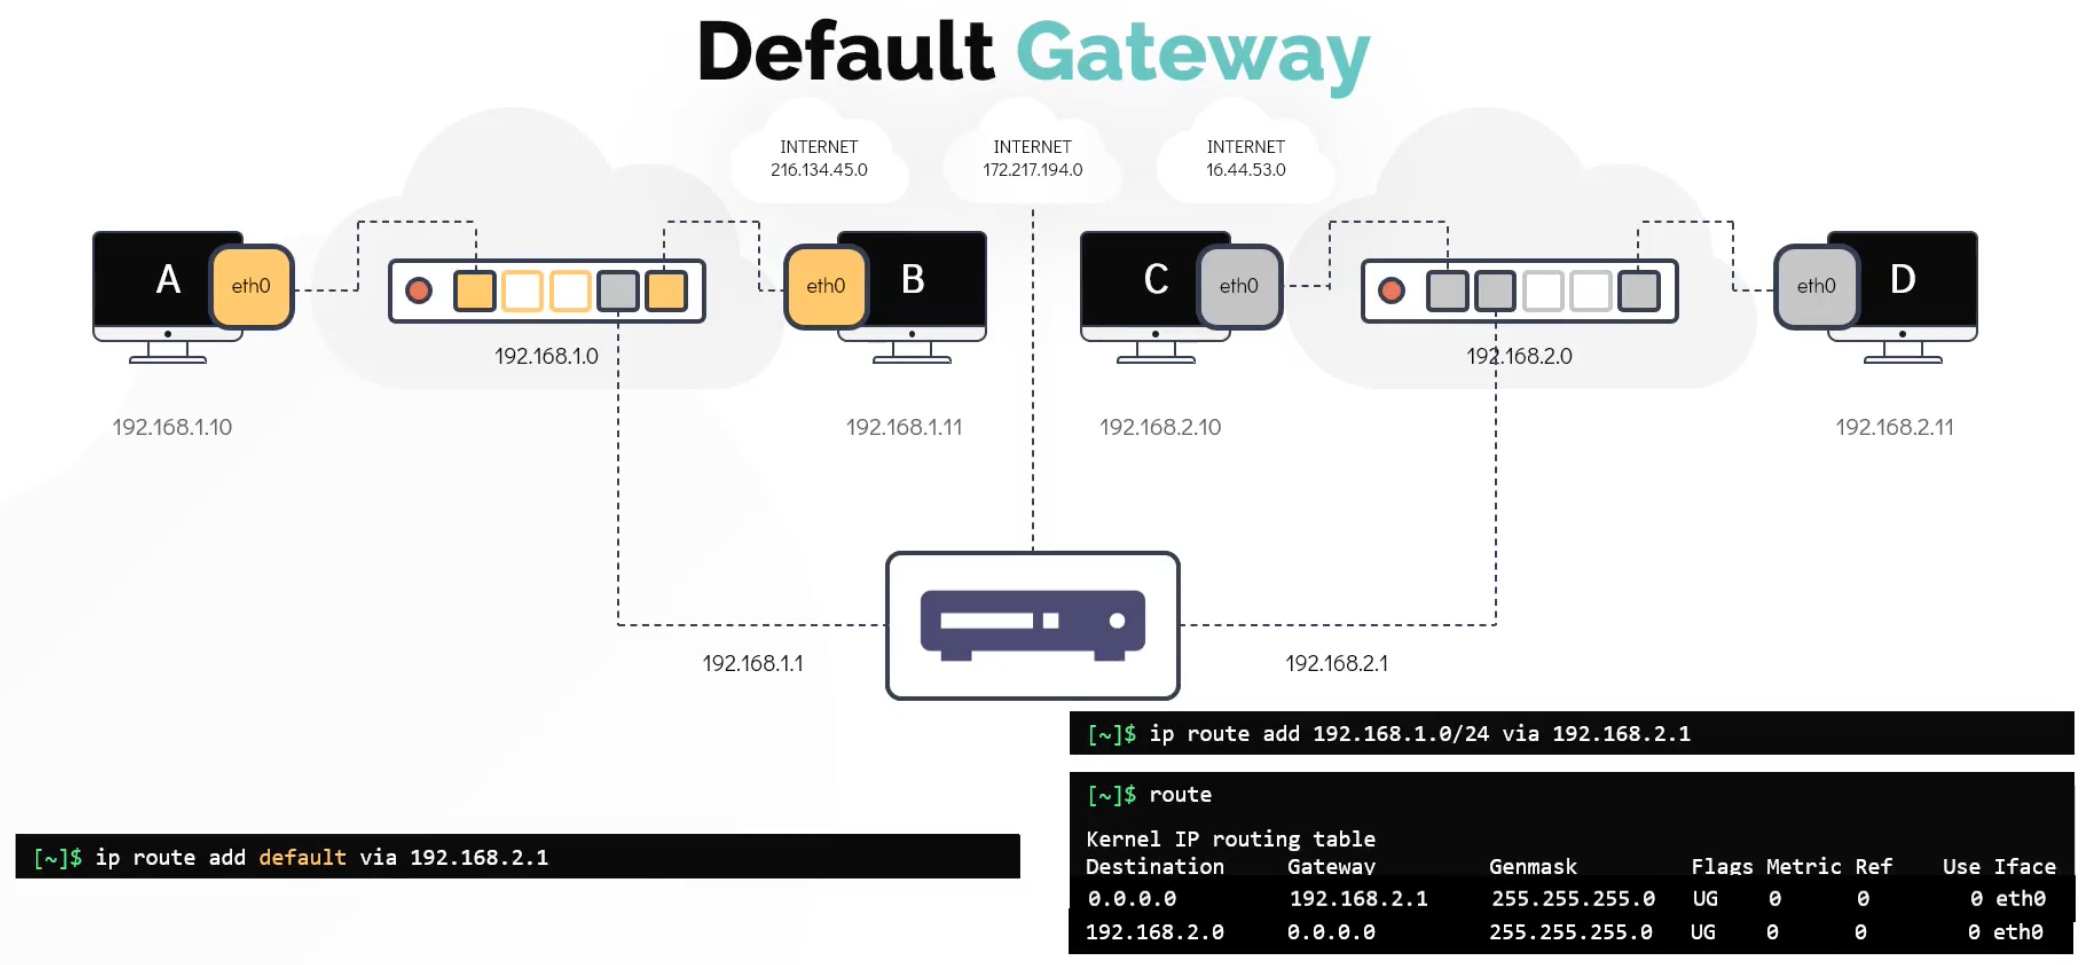 Default Gateway
INTERNET
216.134.45.0
INTERNET
172.217.194.0
INTERNET
16.44.53.0
A
eth0
eth0
B
C
eth0
eth0
D
192.168.1.0
192.168.2.0
192.168.1.10
192.168.1.11
192.168.2.10
192.168.2.11
192.168.1.1
192.168.2.1
[~]$ ip route add default via 192.168.2.1
[~]$ ip route add 192.168.1.0/24 via 192.168.2.1
[~]$ route
Kernel IP routing table
Destination Gateway Genmask Flags Metric Ref Use Iface
0.0.0.0 192.168.2.1 255.255.255.0 UG 0 0 0 eth0
192.168.2.0 0.0.0.0 255.255.255.0 UG 0 0 0 eth0